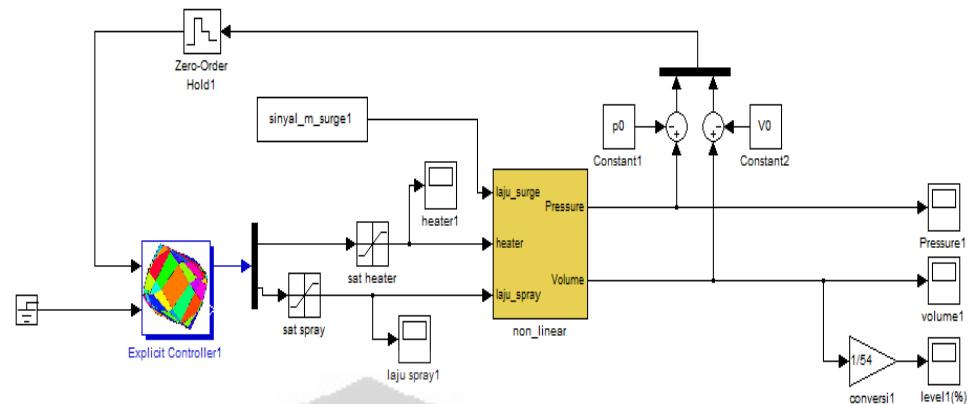 Zero-Order
Hold1
sinyal_m_surge1
p0
Constant1
V0
Constant2
heater1
laju_surge
Pressure
heater
Volume
laju_spray
non_linear
sat heater
sat spray
laju spray1
Explicit Controller1
Pressure1
volume1
1/54
conversi1
level1(%)